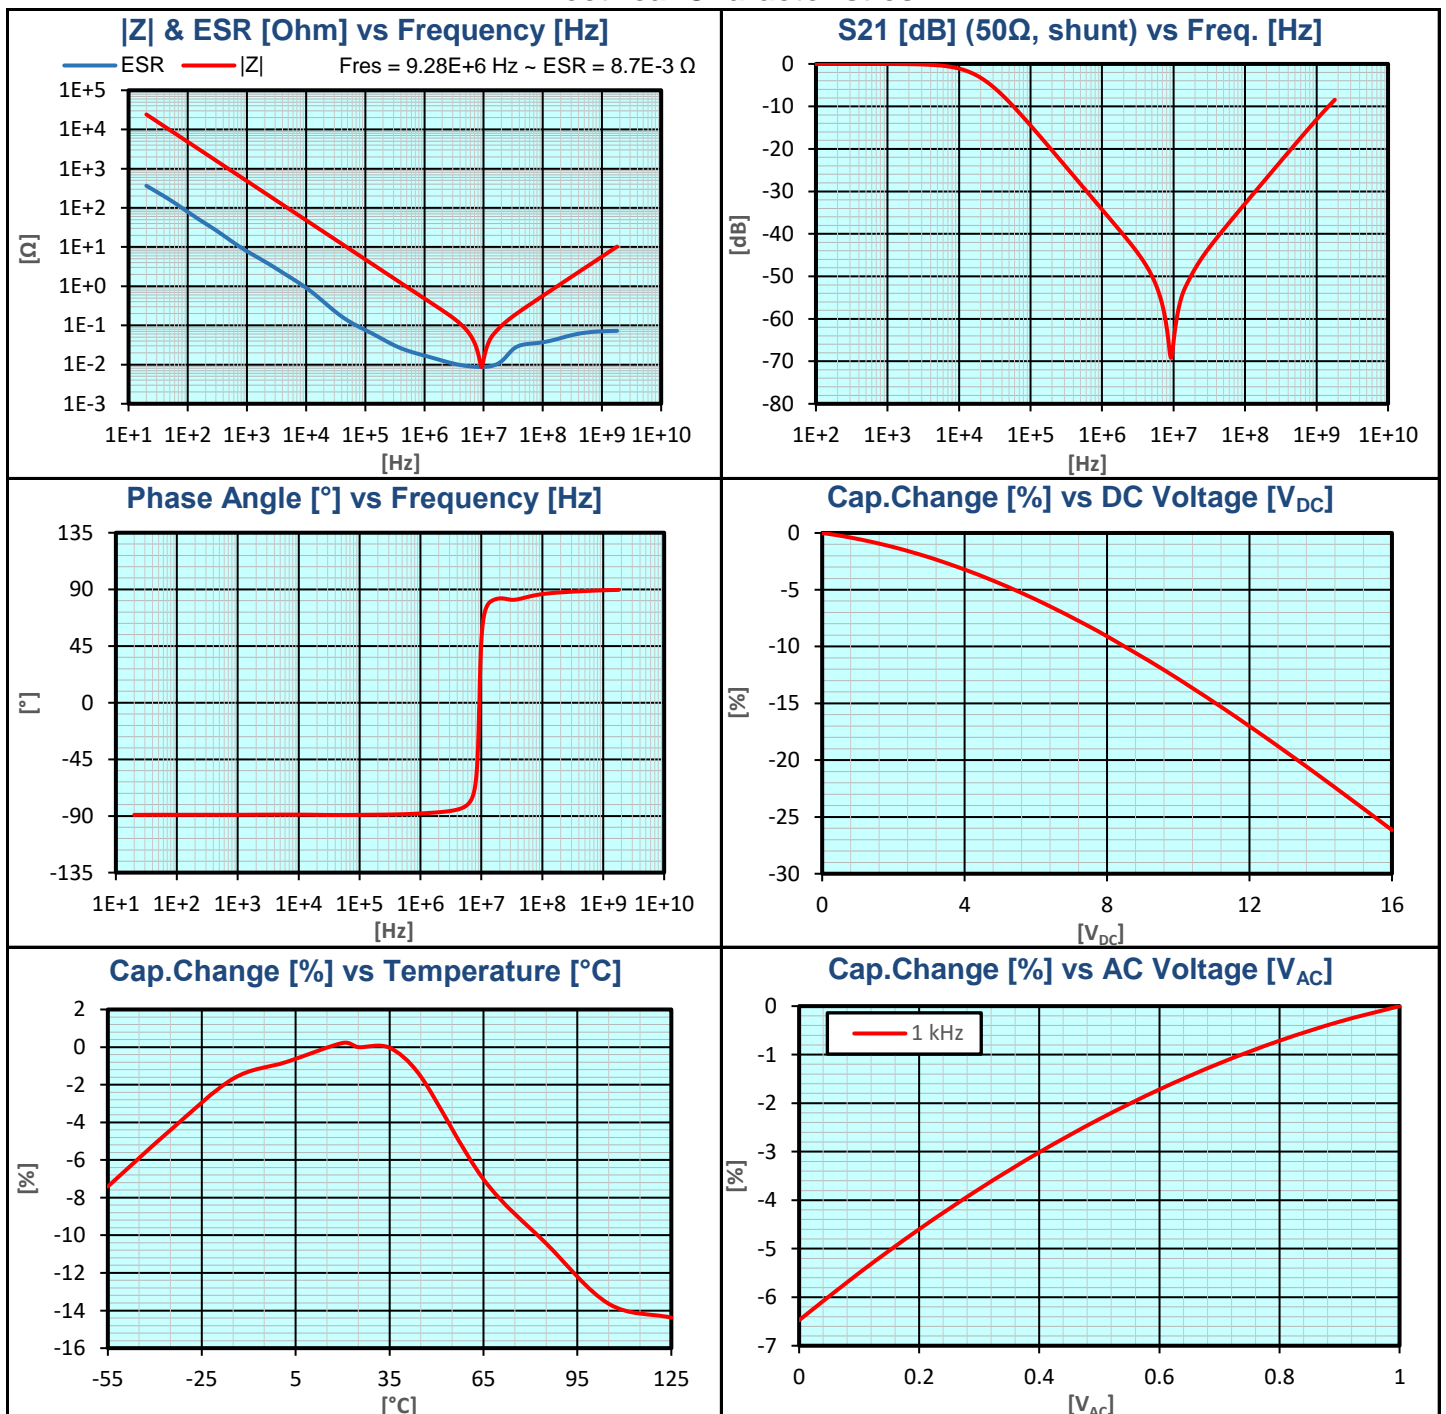 |Z| & ESR [Ohm] vs Frequency [Hz]
ESR |Z| Fres = 9.28E+6 Hz ~ ESR = 8.7E-3 Ω
1E+5
1E+4
1E+3
1E+2
1E+1
1E+0
1E-1
1E-2
1E-3
[Ω]
1E+1 1E+2 1E+3 1E+4 1E+5 1E+6 1E+7 1E+8 1E+9 1E+10
[Hz]
S21 [dB] (50Ω, shunt) vs Freq. [Hz]
0
-10
-20
-30
-40
-50
-60
-70
-80
[dB]
1E+2 1E+3 1E+4 1E+5 1E+6 1E+7 1E+8 1E+9 1E+10
[Hz]
Phase Angle [°] vs Frequency [Hz]
135
90
45
0
-45
-90
-135
[°]
1E+1 1E+2 1E+3 1E+4 1E+5 1E+6 1E+7 1E+8 1E+9 1E+10
[Hz]
Cap.Change [%] vs DC Voltage [VDC]
0
-5
-10
-15
-20
-25
-30
[%]
0 4 8 12 16
[VDC]
Cap.Change [%] vs Temperature [°C]
2
0
-2
-4
-6
-8
-10
-12
-14
-16
[%]
-55 -25 5 35 65 95 125
[°C]
Cap.Change [%] vs AC Voltage [VAC]
1 kHz
0
-1
-2
-3
-4
-5
-6
-7
[%]
0 0.2 0.4 0.6 0.8 1
[VAC]